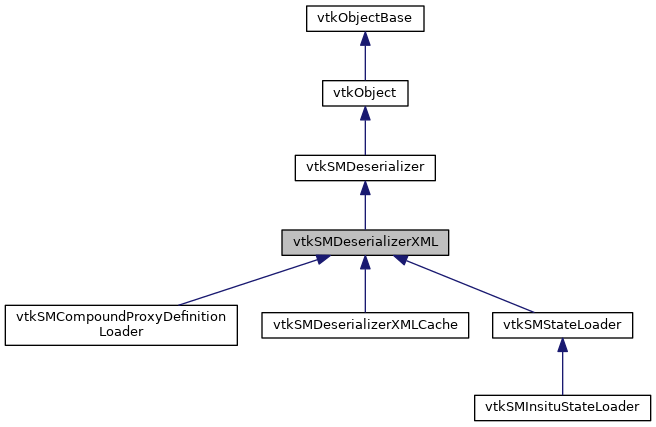 vtkObjectBase
vtkObject
vtkSMDeserializer
vtkSMDeserializerXML
vtkSMCompoundProxyDefinition
Loader
vtkSMDeserializerXMLCache
vtkSMStateLoader
vtkSMInsituStateLoader